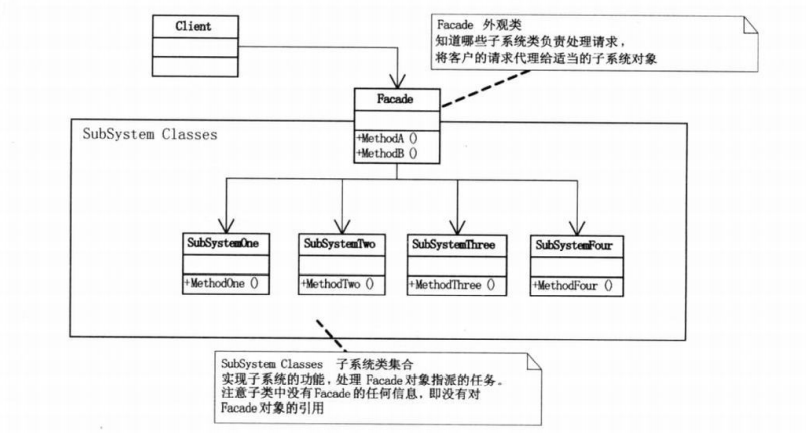 Client
Facade 外观类
知道哪些子系统类负责处理请求，
将客户的请求代理给适当的子系统对象
Facade
+MethodA ()
+MethodB ()
SubSystem Classes
SubSystemOne
+MethodOne ()
SubSystemTwo
+MethodTwo ()
SubSystemThree
+MethodThree ()
SubSystemFour
+MethodFour ()
SubSystem Classes 子系统类集合
实现子系统的功能，处理 Facade对象指派的任务。
注意子类中没有Facade的任何信息，即没有对
Facade对象的引用